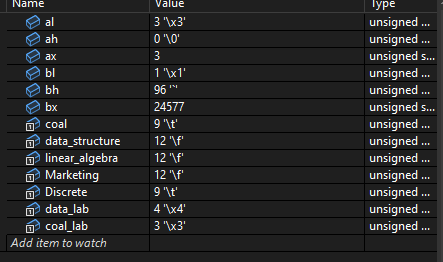 Name Value Type
al 3 '\x3' unsigned ...
ah 0 '\0' unsigned ...
ax 3 unsigned s...
bl 1 '\x1' unsigned ...
bh 96 '`' unsigned ...
bx 24577 unsigned s...
coal 9 '\t' unsigned ...
data_structure 12 '\f' unsigned ...
linear_algebra 12 '\f' unsigned ...
Marketing 12 '\f' unsigned ...
Discrete 9 '\t' unsigned ...
data_lab 4 '\x4' unsigned ...
coal_lab 3 '\x3' unsigned ...
Add item to watch